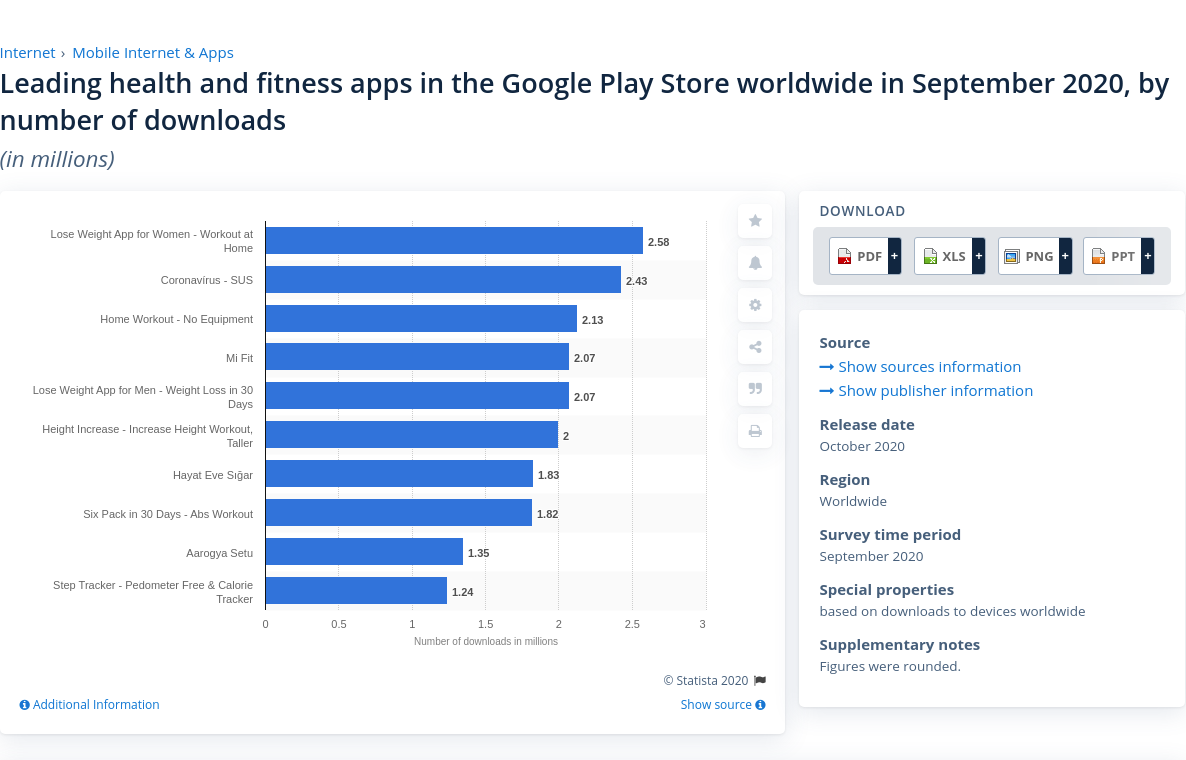 Internet › Mobile Internet & Apps
Leading health and fitness apps in the Google Play Store worldwide in September 2020, by
number of downloads
(in millions)
Lose Weight App for Women - Workout at
Home
2.58
Coronavírus - SUS
2.43
Home Workout - No Equipment
2.13
Mi Fit
2.07
Lose Weight App for Men - Weight Loss in 30
Days
2.07
Height Increase - Increase Height Workout,
Taller
2
Hayat Eve Sığar
1.83
Six Pack in 30 Days - Abs Workout
1.82
Aarogya Setu
1.35
Step Tracker - Pedometer Free & Calorie
Tracker
1.24
0 0.5 1 1.5 2 2.5 3
Number of downloads in millions
© Statista 2020
Additional Information
Show source
DOWNLOAD
PDF + XLS + PNG + PPT +
Source
Show sources information
Show publisher information
Release date
October 2020
Region
Worldwide
Survey time period
September 2020
Special properties
based on downloads to devices worldwide
Supplementary notes
Figures were rounded.